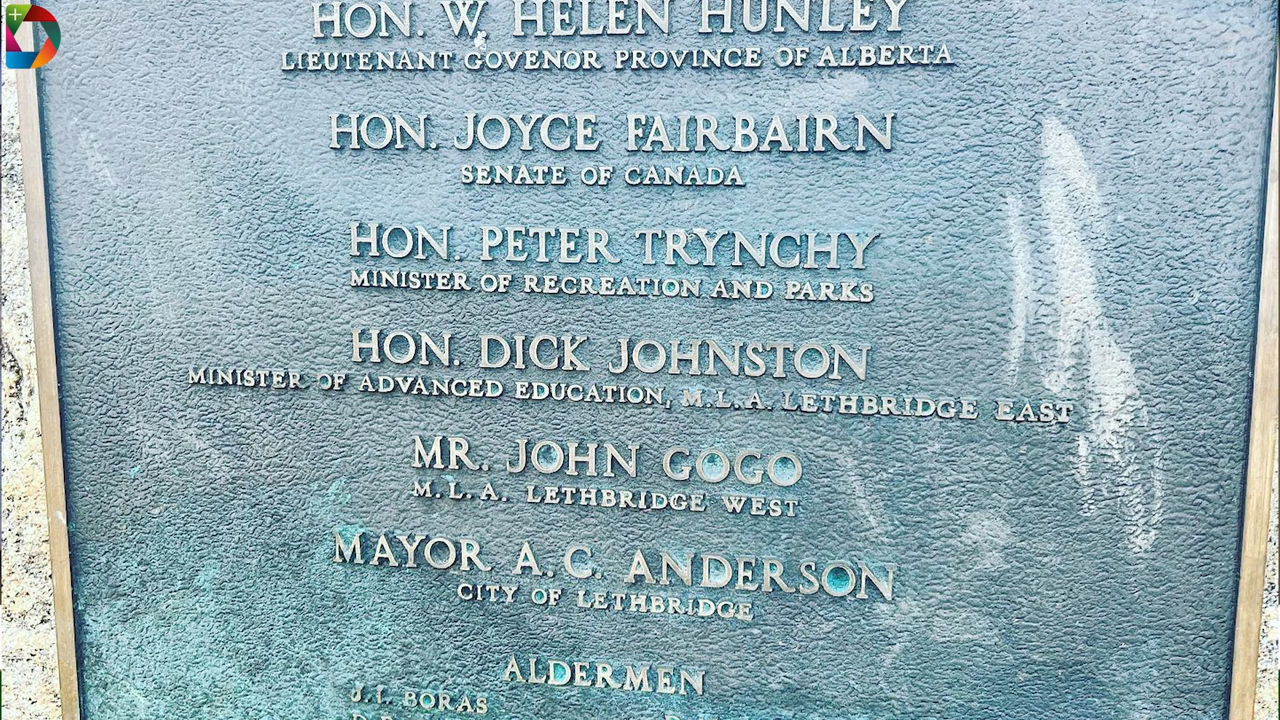 HON. W. HELEN HUNLEY
LIEUTENANT GOVENOR PROVINCE OF ALBERTA
HON. JOYCE FAIRBAIRN
SENATE OF CANADA
HON. PETER TRYNCHY
MINISTER OF RECREATION AND PARKS
HON. DICK JOHNSTON
MINISTER OF ADVANCED EDUCATION, M.L.A. LETHBRIDGE EAST
MR. JOHN GOGO
M.L.A. LETHBRIDGE WEST
MAYOR A.C. ANDERSON
CITY OF LETHBRIDGE
ALDERMEN
J.L. BORAS